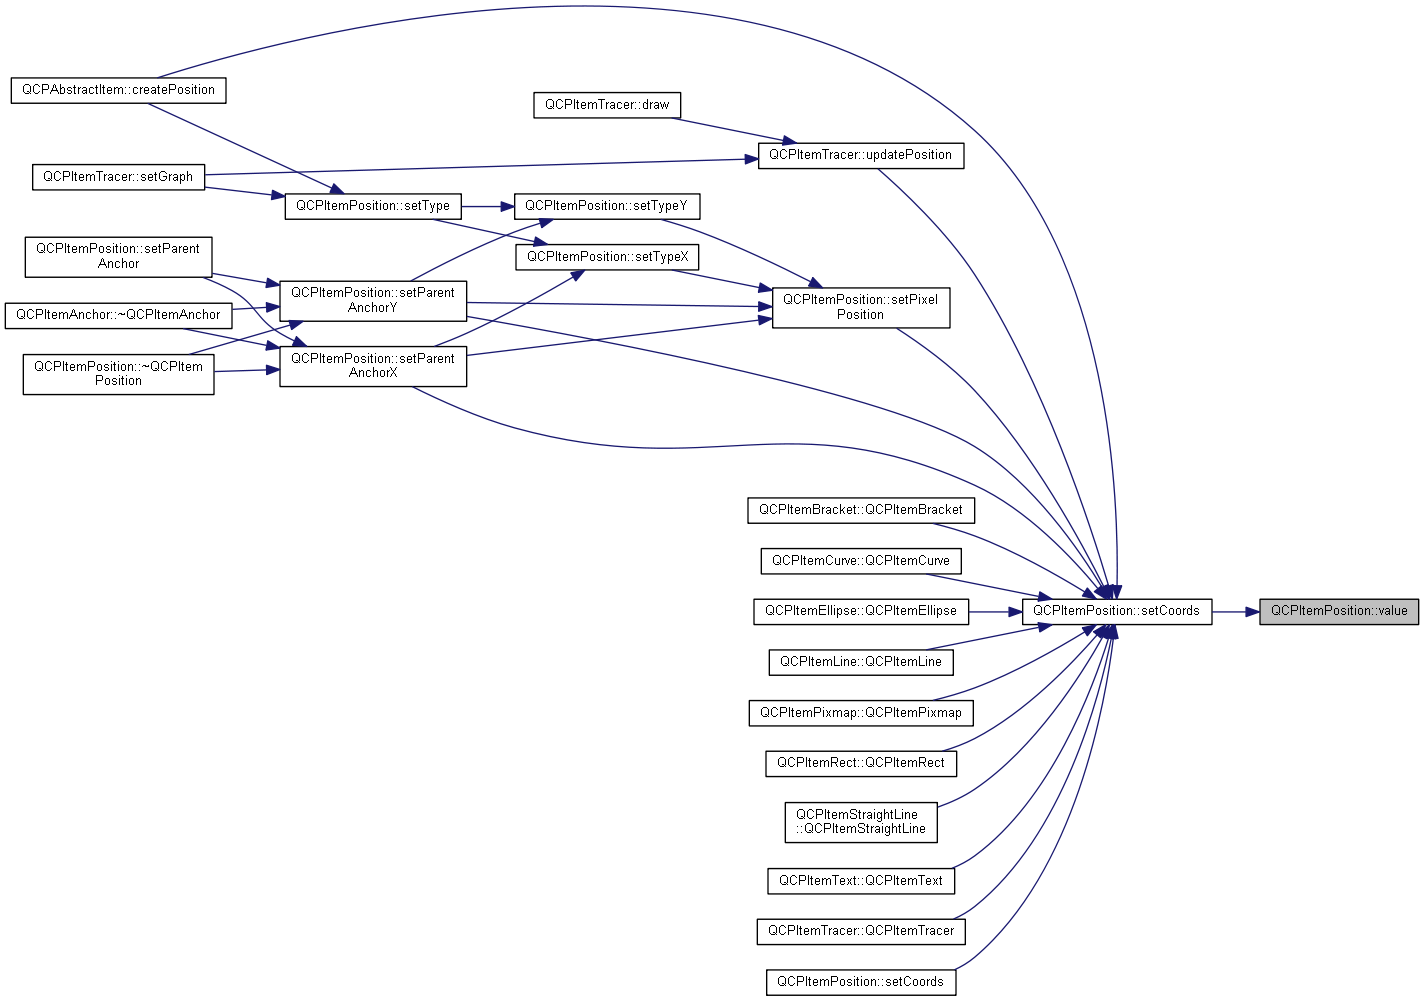 QCPAbstractItem::createPosition
QCPItemTracer::draw
QCPItemTracer::updatePosition
QCPItemTracer::setGraph
QCPItemPosition::setType
QCPItemPosition::setTypeY
QCPItemPosition::setParent
Anchor
QCPItemPosition::setTypeX
QCPItemPosition::setParent
AnchorY
QCPItemPosition::setPixel
Position
QCPItemAnchor::~QCPItemAnchor
QCPItemPosition::~QCPItem
Position
QCPItemPosition::setParent
AnchorX
QCPItemBracket::QCPItemBracket
QCPItemCurve::QCPItemCurve
QCPItemEllipse::QCPItemEllipse
QCPItemPosition::setCoords
QCPItemPosition::value
QCPItemLine::QCPItemLine
QCPItemPixmap::QCPItemPixmap
QCPItemRect::QCPItemRect
QCPItemStraightLine
::QCPItemStraightLine
QCPItemText::QCPItemText
QCPItemTracer::QCPItemTracer
QCPItemPosition::setCoords